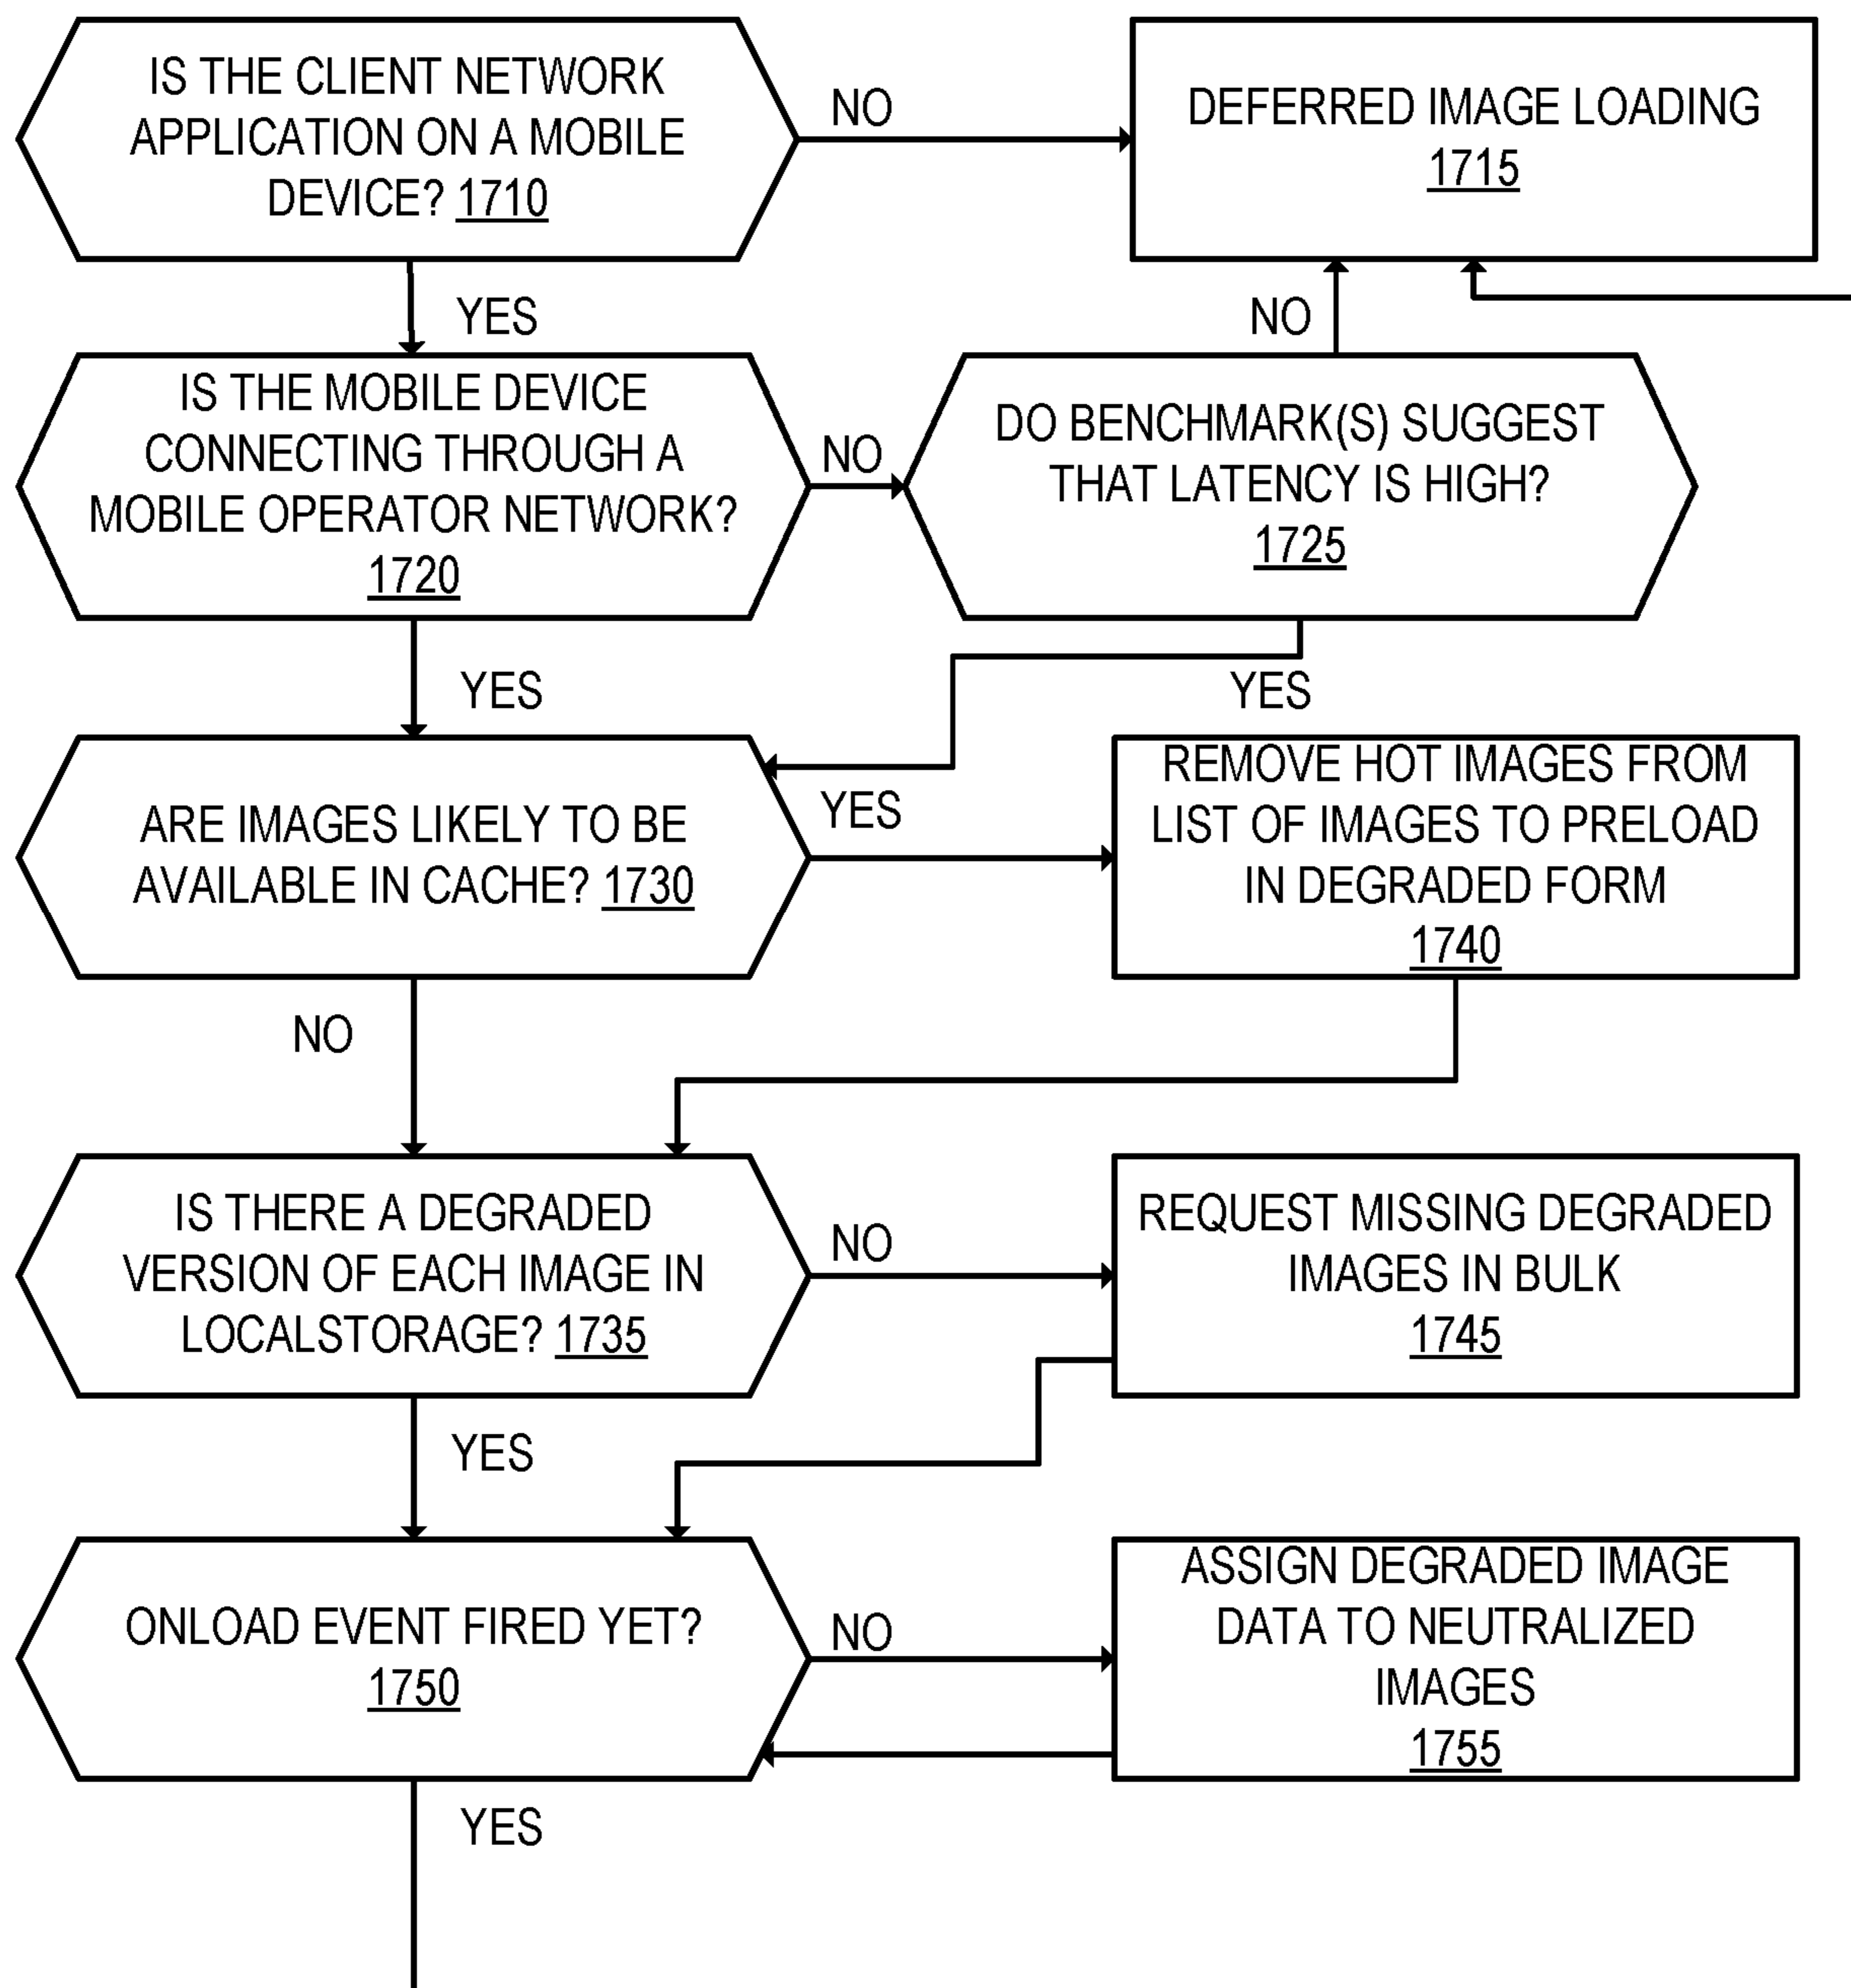 IS THE CLIENT NETWORK
APPLICATION ON A MOBILE
DEVICE? 1710
NO
DEFERRED IMAGE LOADING
1715
YES
NO
IS THE MOBILE DEVICE
CONNECTING THROUGH A
MOBILE OPERATOR NETWORK?
1720
NO
DO BENCHMARK(S) SUGGEST
THAT LATENCY IS HIGH?
1725
YES
YES
ARE IMAGES LIKELY TO BE
AVAILABLE IN CACHE? 1730
YES
REMOVE HOT IMAGES FROM
LIST OF IMAGES TO PRELOAD
IN DEGRADED FORM
1740
NO
IS THERE A DEGRADED
VERSION OF EACH IMAGE IN
LOCALSTORAGE? 1735
NO
REQUEST MISSING DEGRADED
IMAGES IN BULK
1745
YES
ONLOAD EVENT FIRED YET?
1750
NO
ASSIGN DEGRADED IMAGE
DATA TO NEUTRALIZED
IMAGES
1755
YES